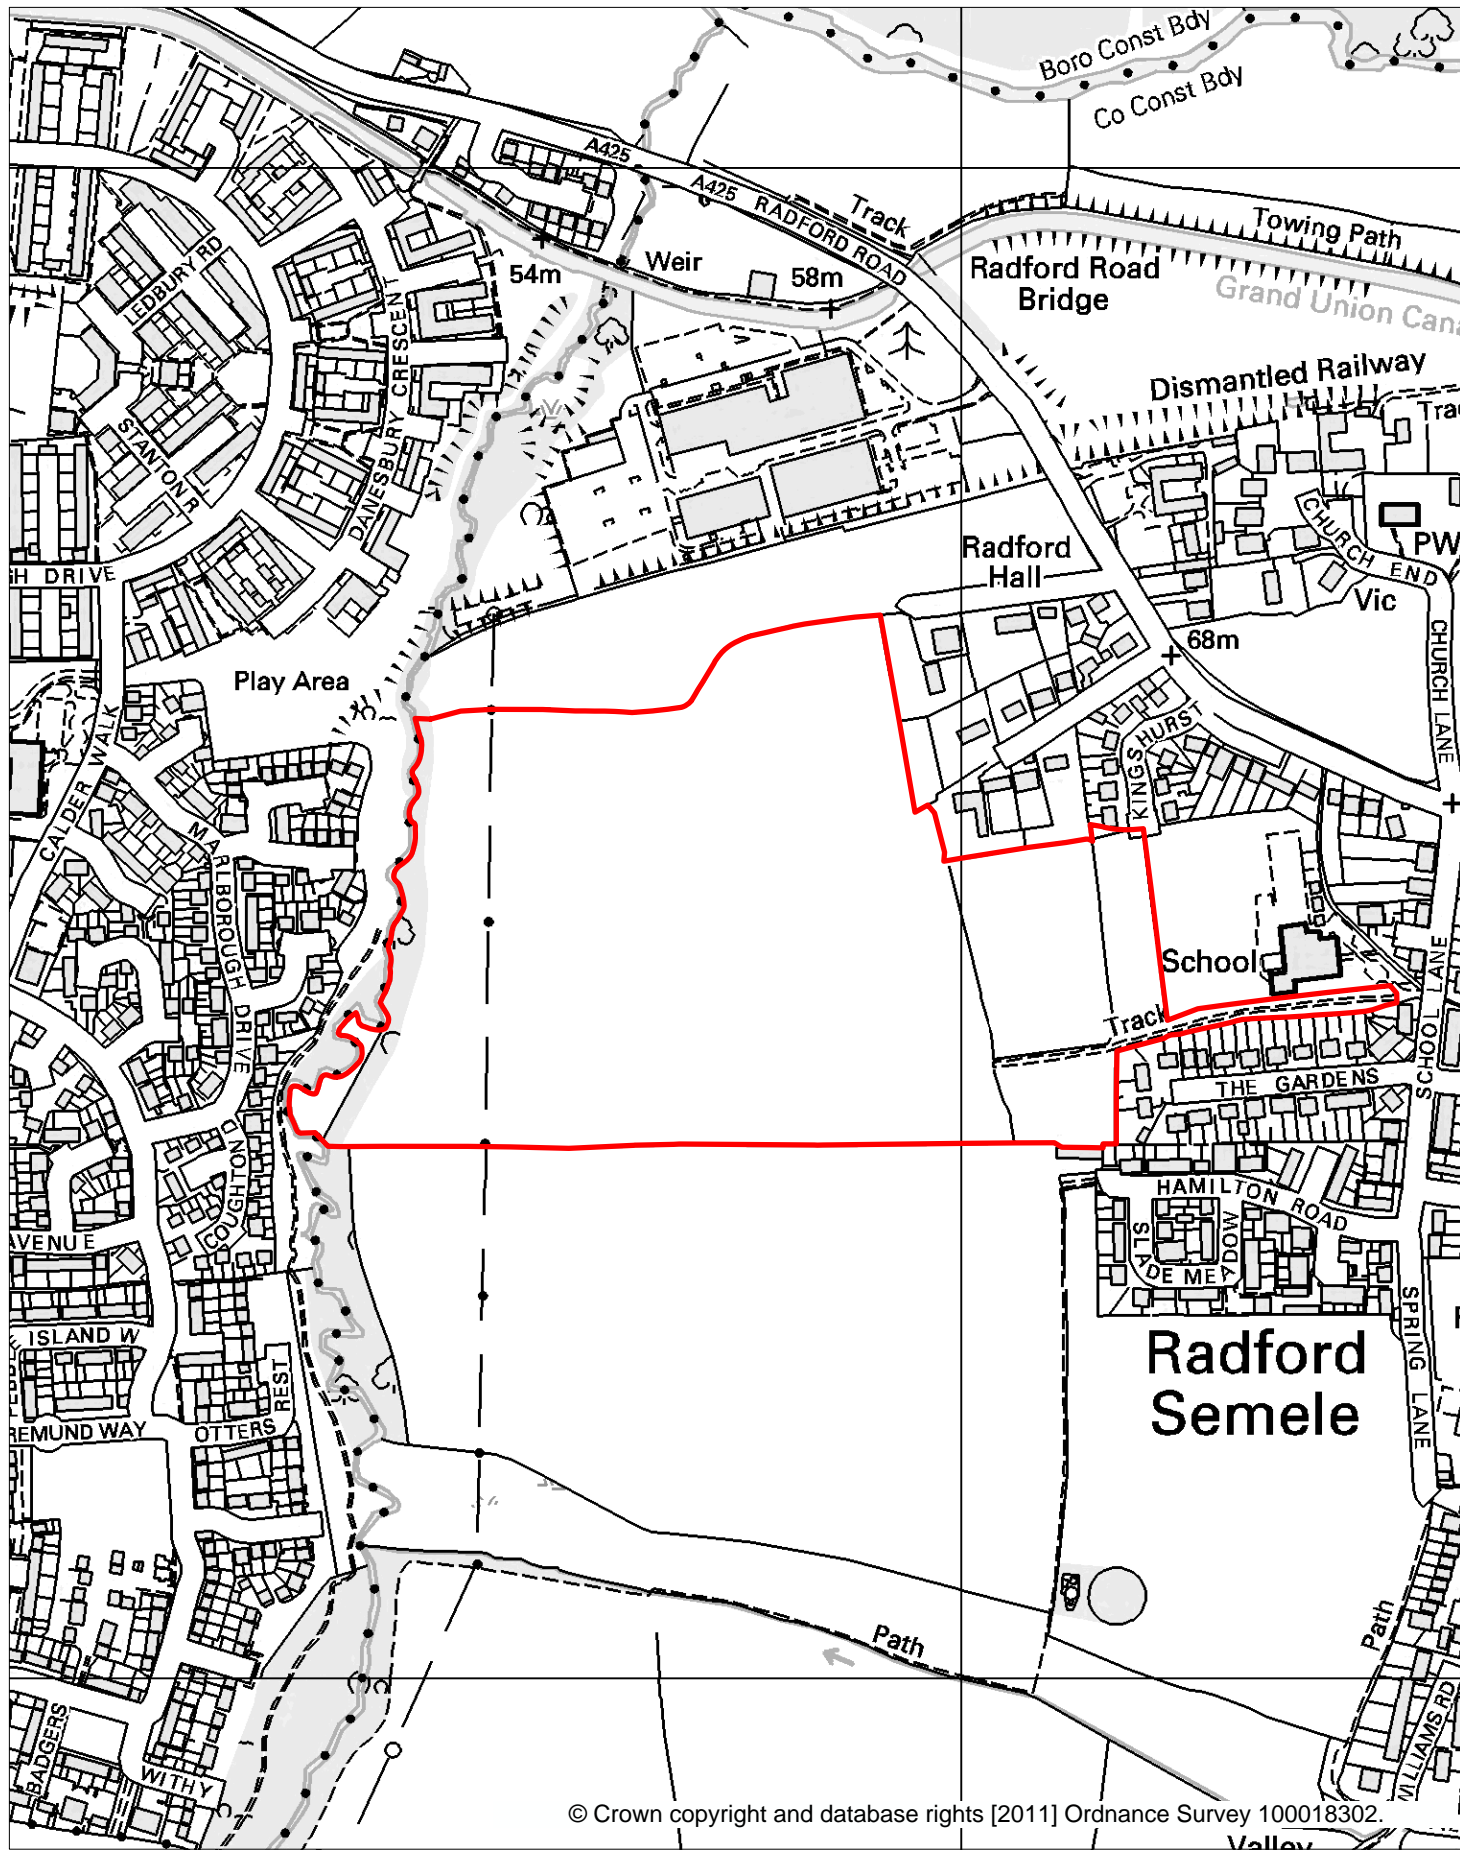 Boro Const Bdy
Co Const Bdy
A425
A425 RADFORD ROAD
Track
Towing Path
Weir
54m
58m
Radford Road
Bridge
Grand Union Cana
LEDBURY RD
DANESBURY CRESCENT
STANTON R
Dismantled Railway
Tra
CHURCH END
PW
Vic
Radford
Hall
GH DRIVE
68m
CHURCH LANE
Play Area
CALDER WALK
KINGSHURST
MARLBOROUGH DRIVE
School
SCHOOL LANE
Track
THE GARDENS
COUGHTON D
HAMILTON ROAD
SLADE MEADOW
AVENUE
ISLAND W
OTTERS REST
REMUND WAY
SPRING LANE
Radford
Semele
Path
Path
WILLIAMS RD
BADGERS
WITHY
© Crown copyright and database rights [2011] Ordnance Survey 100018302.
Valley